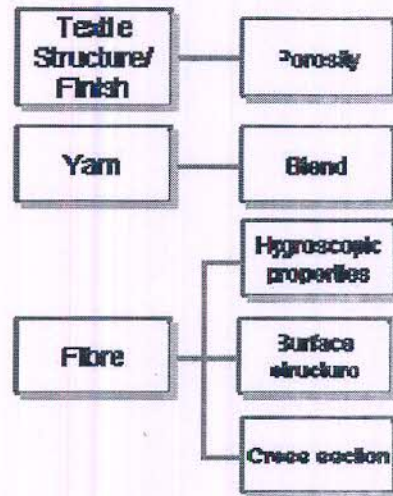 Textile
Structure/
Finish
Porosity
Yarn
Blend
Hygroscopic
properties
Fibre
Surface
structure
Cross section